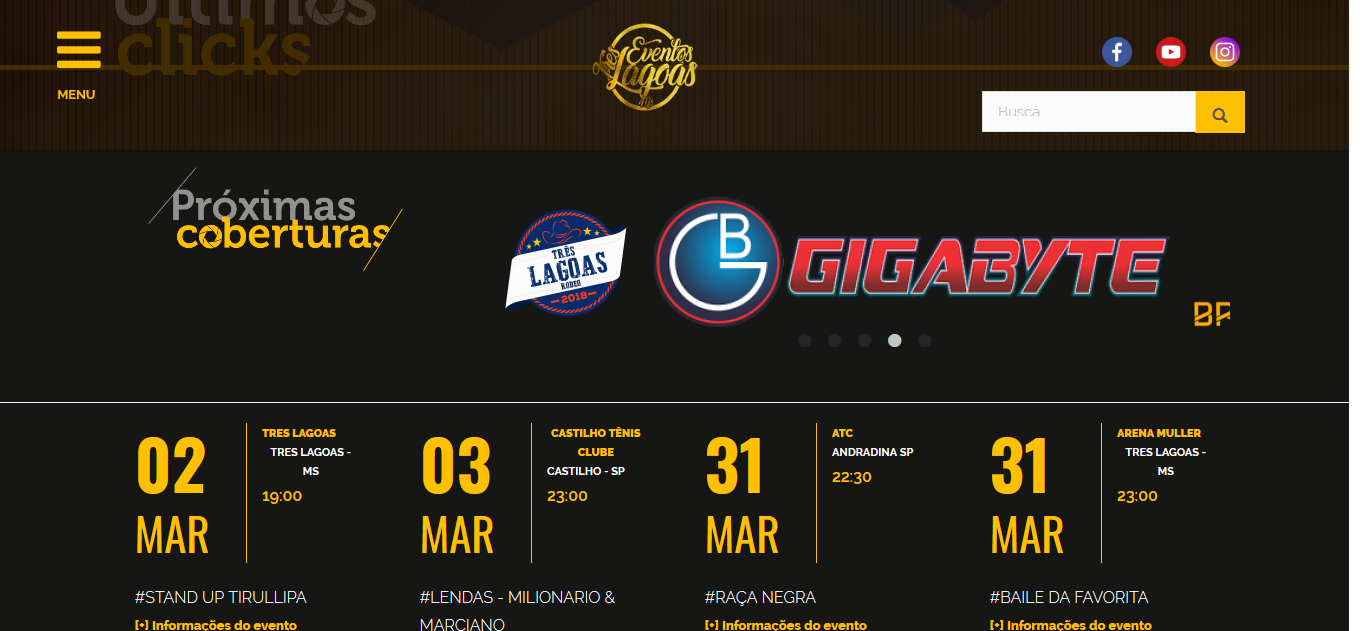 Últimos
clicks
MENU
Eventos
Três
Lagoas
Busca
Próximas
coberturas
TRÊS
LAGOAS
RODEO
2018
GB
GIGABYTE
BF
02
MAR
TRES LAGOAS
TRES LAGOAS -
MS
19:00
03
MAR
CASTILHO TÊNIS
CLUBE
CASTILHO - SP
23:00
31
MAR
ATC
ANDRADINA SP
22:30
31
MAR
ARENA MULLER
TRES LAGOAS -
MS
23:00
#STAND UP TIRULLIPA
[+] Informações do evento
#LENDAS - MILIONARIO &
MARCIANO
#RAÇA NEGRA
[+] Informações do evento
#BAILE DA FAVORITA
[+] Informações do evento